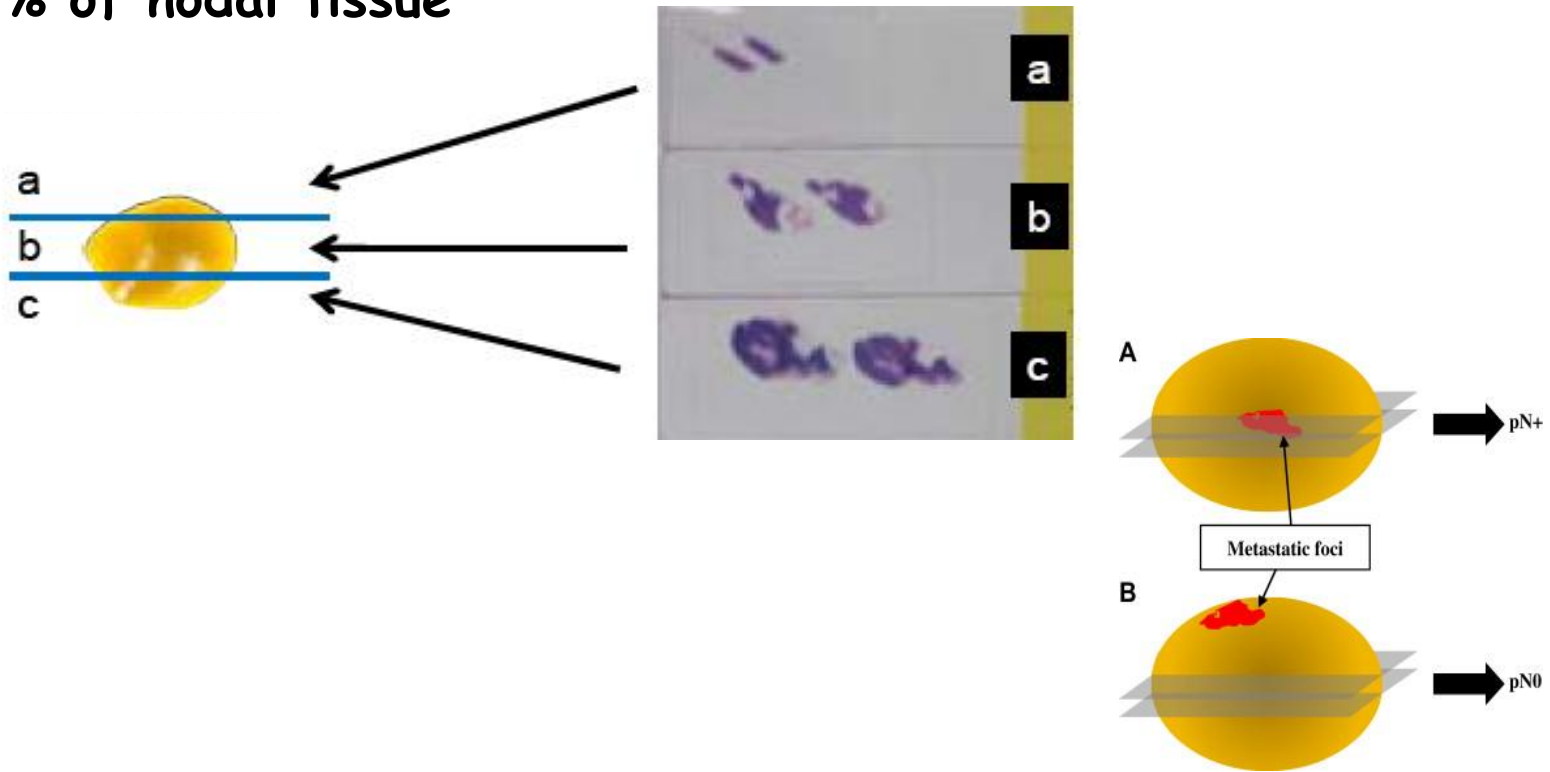 % of nodal tissue
a
b
c
a
b
c
A
pN+
Metastatic foci
B
pN0